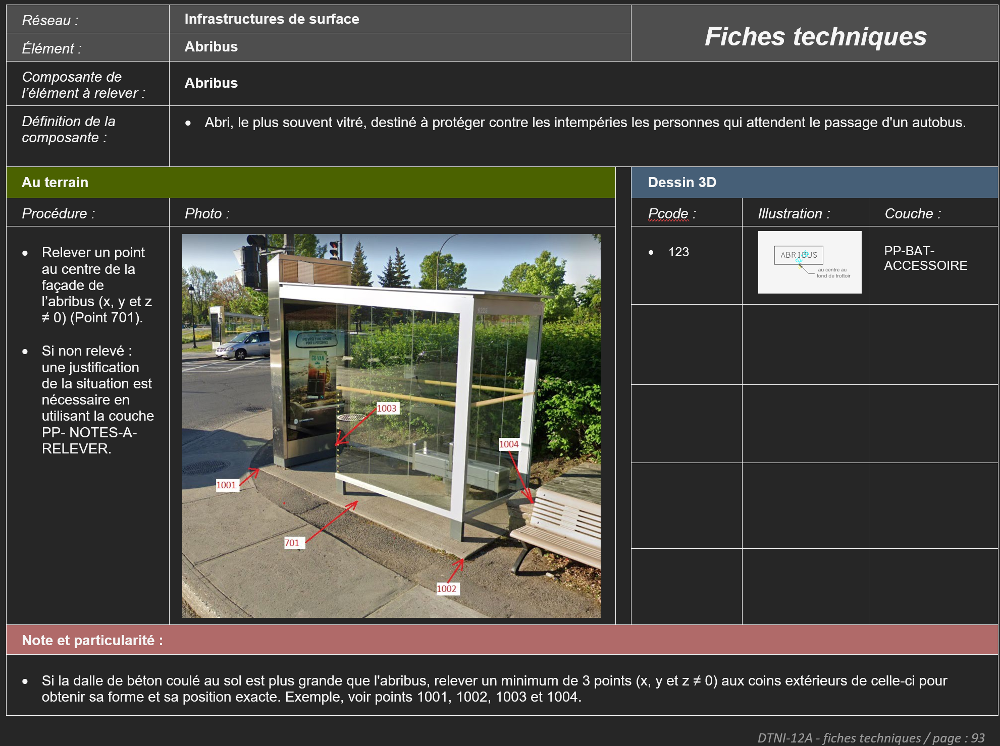 Réseau :
Infrastructures de surface
Fiches techniques
Élément :
Abribus
Composante de
l’élément à relever :
Abribus
Définition de la
composante :
• Abri, le plus souvent vitré, destiné à protéger contre les intempéries les personnes qui attendent le passage d'un autobus.
Au terrain
Dessin 3D
Procédure :
Photo :
Pcode :
Illustration :
Couche :
• Relever un point
au centre de la
façade de
l’abribus (x, y et z
≠ 0) (Point 701).
• Si non relevé :
une justification
de la situation est
nécessaire en
utilisant la couche
PP- NOTES-A-
RELEVER.
6226
GO-VAN
1003
1004
1001
701
1002
• 123
ABRIBUS
au centre au
fond de trottoir
PP-BAT-
ACCESSOIRE
Note et particularité :
• Si la dalle de béton coulé au sol est plus grande que l'abribus, relever un minimum de 3 points (x, y et z ≠ 0) aux coins extérieurs de celle-ci pour
obtenir sa forme et sa position exacte. Exemple, voir points 1001, 1002, 1003 et 1004.
DTNI-12A - fiches techniques / page : 93